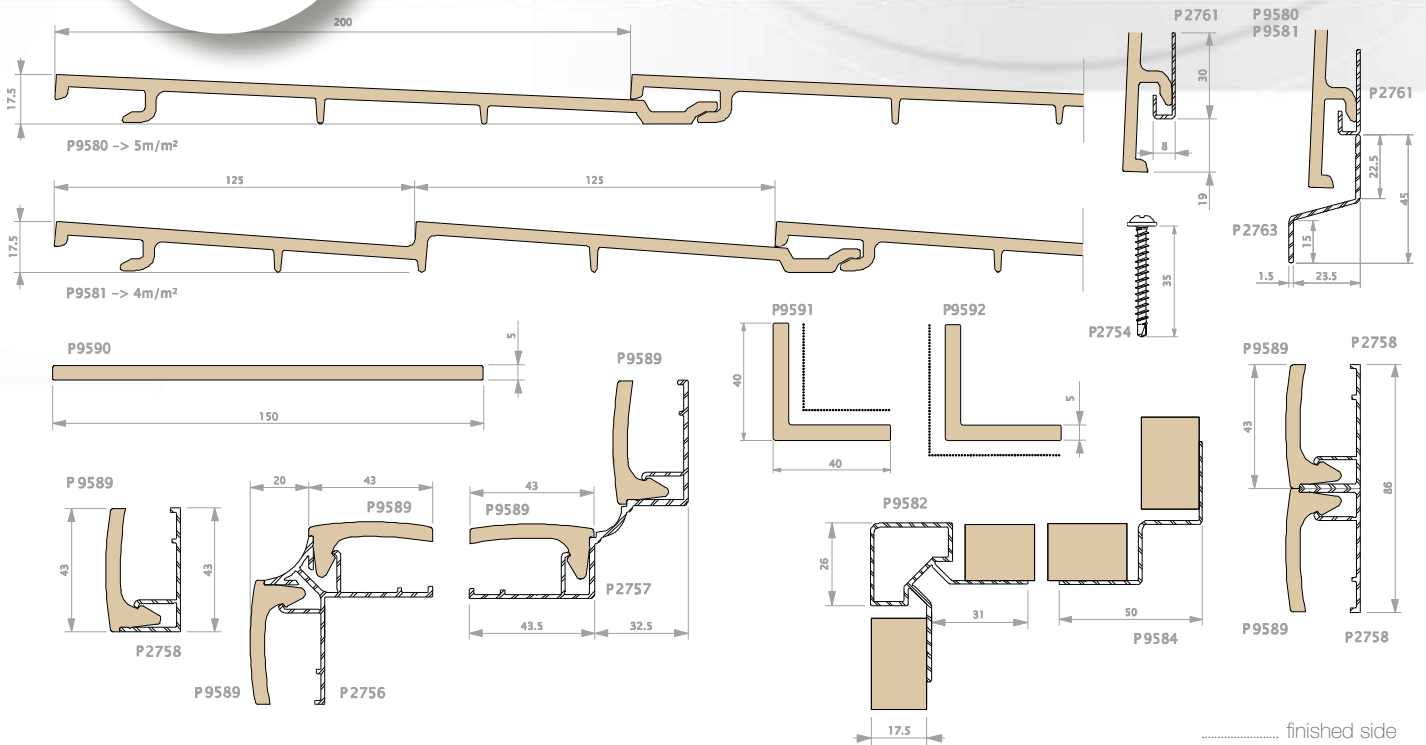 200
17.5
P9580 -> 5m/m²
125
125
17.5
P9581 -> 4m/m²
P2761
30
8
19
P9580
P9581
P2761
22.5
45
P2763
15
1.5
23.5
35
P2754
P9590
5
150
P9591
40
40
P9592
5
P9589
P9589
43
43
P2758
20
43
P9589
P9589
P2756
43
P9589
P2757
43.5
32.5
P9582
26
31
50
P9584
17.5
P9589
P2758
43
86
P9589
P2758
finished side